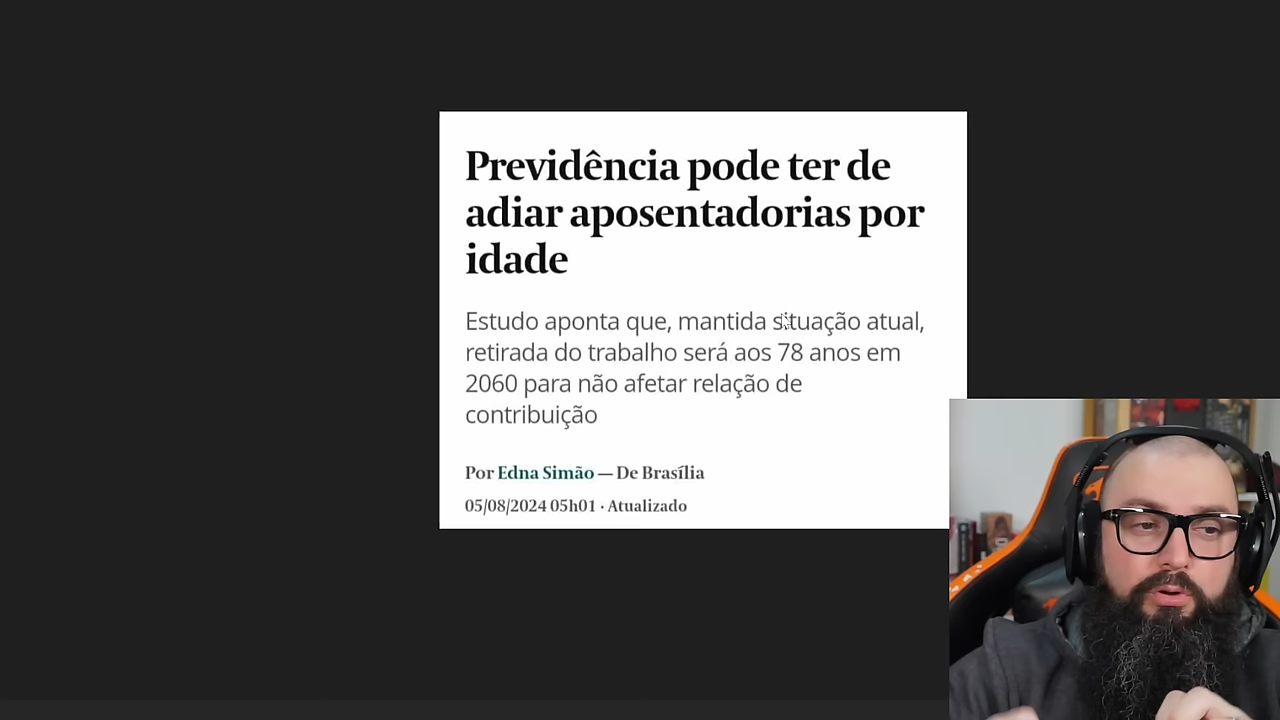 Previdência pode ter de
adiar aposentadorias por
idade
Estudo aponta que, mantida situação atual,
retirada do trabalho será aos 78 anos em
2060 para não afetar relação de
contribuição
Por Edna Simão — De Brasília
05/08/2024 05h01 · Atualizado